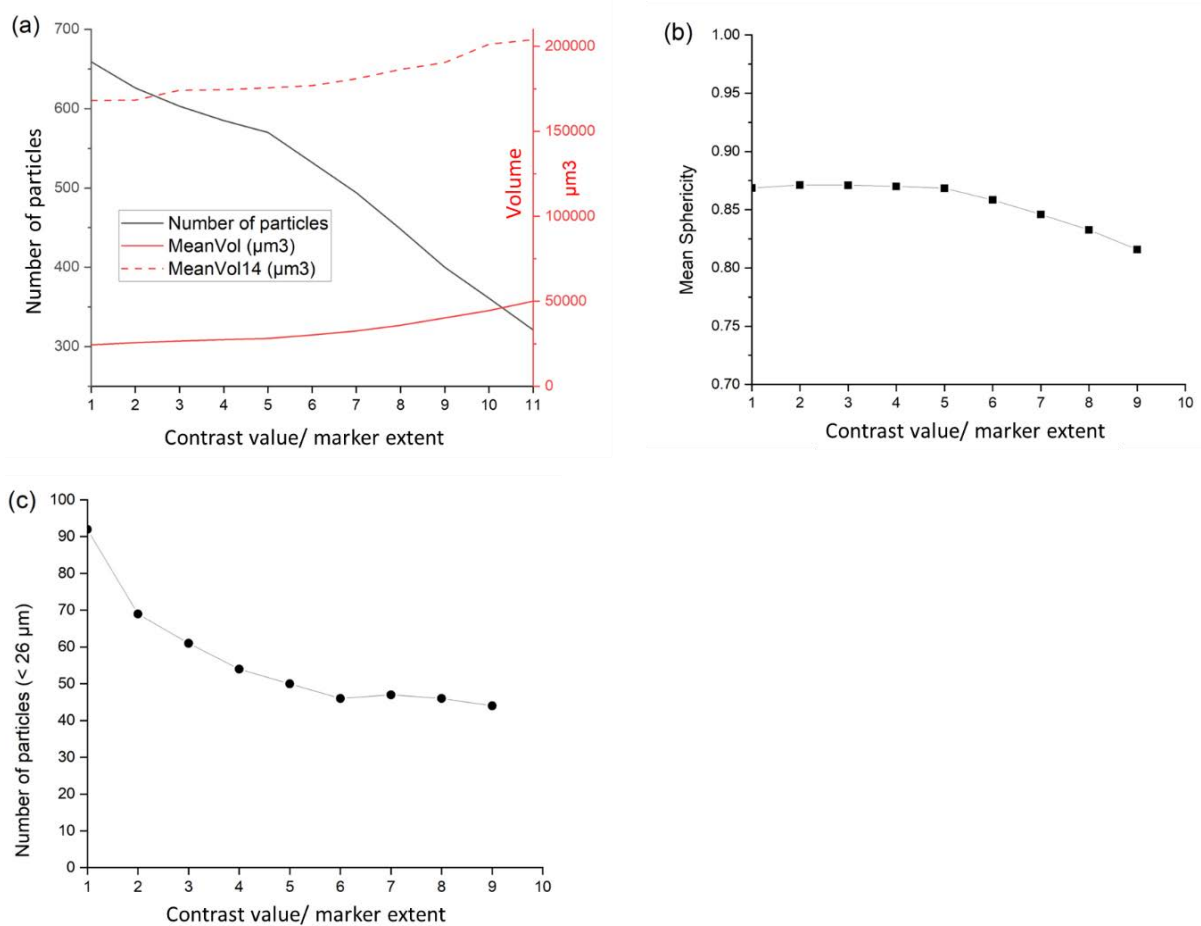 (a)
700
600
500
400
300
Number of particles
Number of particles
MeanVol (µm3)
MeanVol14 (µm3)
200000
150000
100000
50000
0
Volume
µm3
1 2 3 4 5 6 7 8 9 10 11
Contrast value/ marker extent
(b)
1.00
0.95
0.90
0.85
0.80
0.75
0.70
Mean Sphericity
1 2 3 4 5 6 7 8 9 10
Contrast value/ marker extent
(c)
100
90
80
70
60
50
40
30
20
10
0
Number of particles (< 26 µm)
1 2 3 4 5 6 7 8 9 10
Contrast value/ marker extent